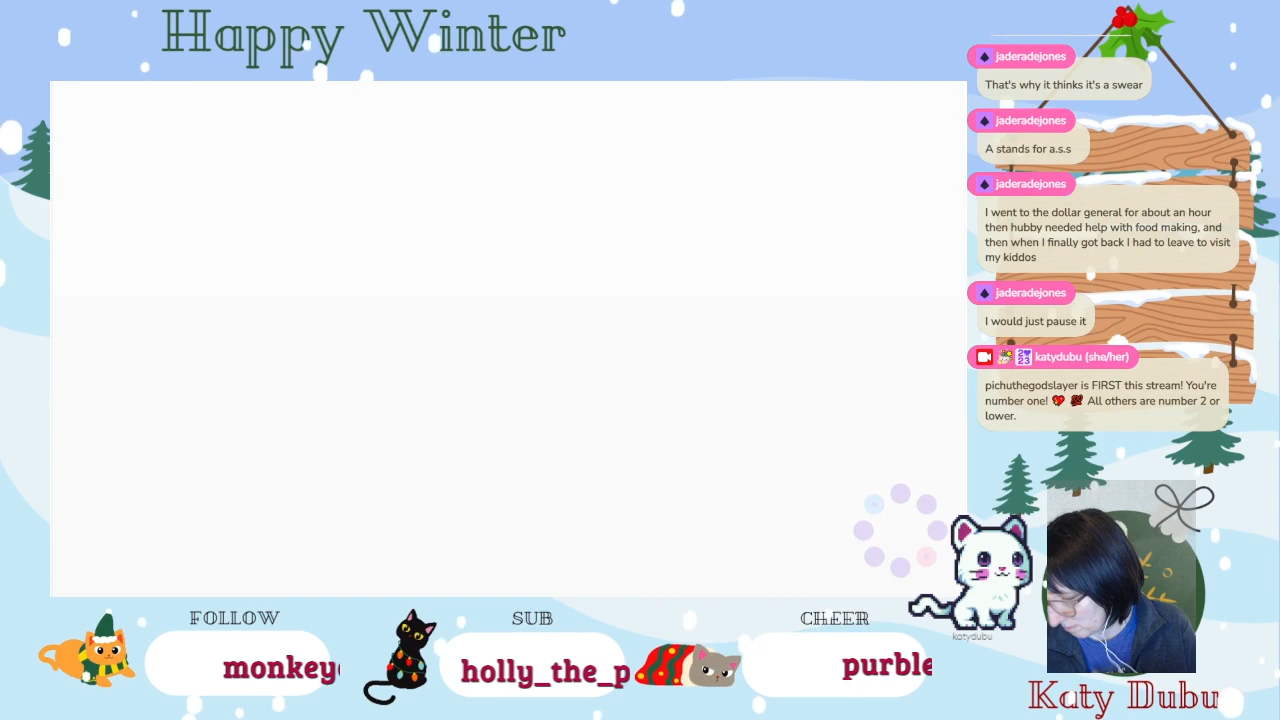 Happy Winter
jaderadejones
That's why it thinks it's a swear
jaderadejones
A stands for a.s.s
jaderadejones
I went to the dollar general for about an hour
then hubby needed help with food making, and
then when I finally got back I had to leave to visit
my kiddos
jaderadejones
I would just pause it
katydubu (she/her)
pichuthegodslayer is FIRST this stream! You're
number one! All others are number 2 or
lower.
katydubu
FOLLOW
SUB
CHEER
monkey
holly_the_p
purble
Katy Dubu